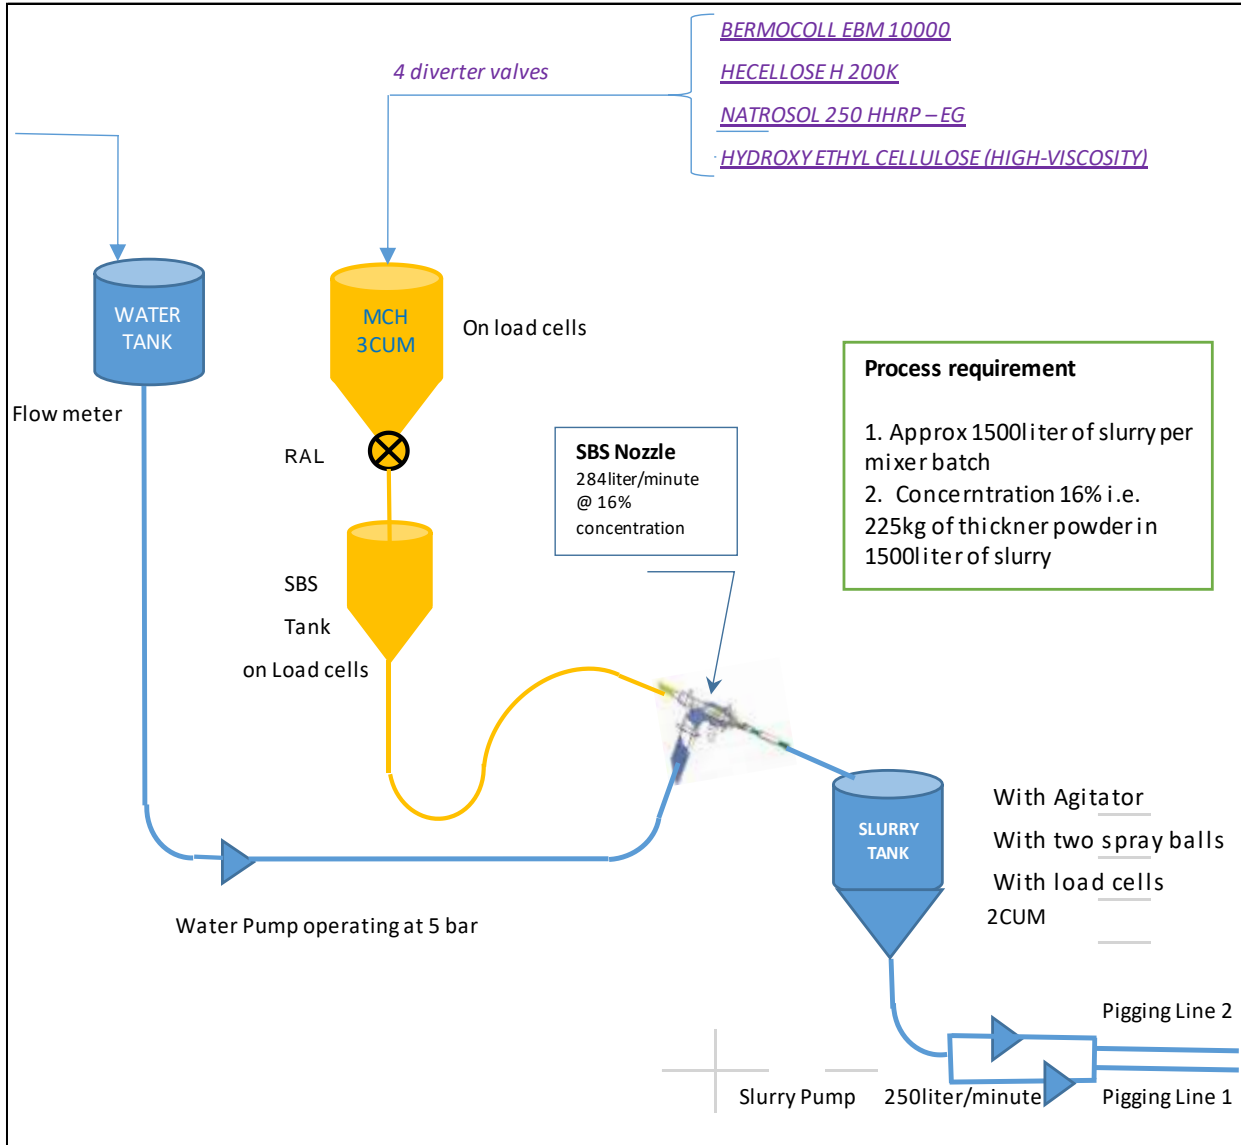 BERMOCOLL EBM 10000
4 diverter valves
HECELLOSE H 200K
NATROSOL 250 HHRP – EG
HYDROXY ETHYL CELLULOSE (HIGH-VISCOSITY)
WATER
TANK
MCH
3CUM
On load cells
Flow meter
RAL
SBS Nozzle
284liter/minute
@ 16%
concentration
Process requirement
1. Approx 1500liter of slurry per
mixer batch
2. Concerntration 16% i.e.
225kg of thickner powder in
1500liter of slurry
SBS
Tank
on Load cells
SLURRY
TANK
With Agitator
With two spray balls
With load cells
2CUM
Water Pump operating at 5 bar
Pigging Line 2
Slurry Pump 250liter/minute
Pigging Line 1